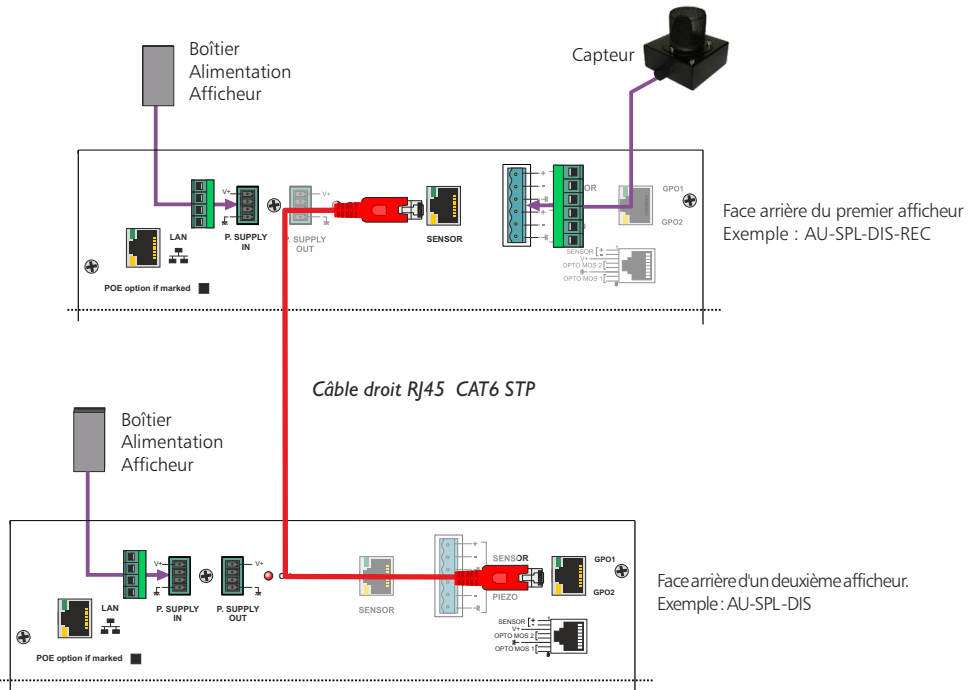 Boîtier
Alimentation
Afficheur
Capteur
V+
V+
+
-
+
-
OR
GPO1
GPO2
LAN
P. SUPPLY
IN
P. SUPPLY
OUT
SENSOR
SENSOR [+
-
V+
OPTO MOS 2
OPTO MOS 1
POE option if marked
Face arrière du premier afficheur
Exemple : AU-SPL-DIS-REC
Câble droit RJ45 CAT6 STP
Boîtier
Alimentation
Afficheur
V+
V+
+
-
+
-
SENSOR
PIEZO
GPO1
GPO2
LAN
P. SUPPLY
IN
P. SUPPLY
OUT
SENSOR
SENSOR [+
-
V+
OPTO MOS 2
OPTO MOS 1
POE option if marked
Face arrière d'un deuxième afficheur.
Exemple : AU-SPL-DIS